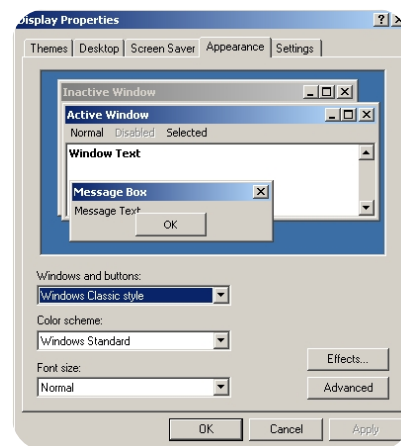 Display Properties
Themes Desktop Screen Saver Appearance Settings
Inactive Window
Active Window
Normal Disabled Selected
Window Text
Message Box
Message Text
OK
Windows and buttons:
Windows Classic style
Color scheme:
Windows Standard
Effects...
Font size:
Normal
Advanced
OK Cancel Apply